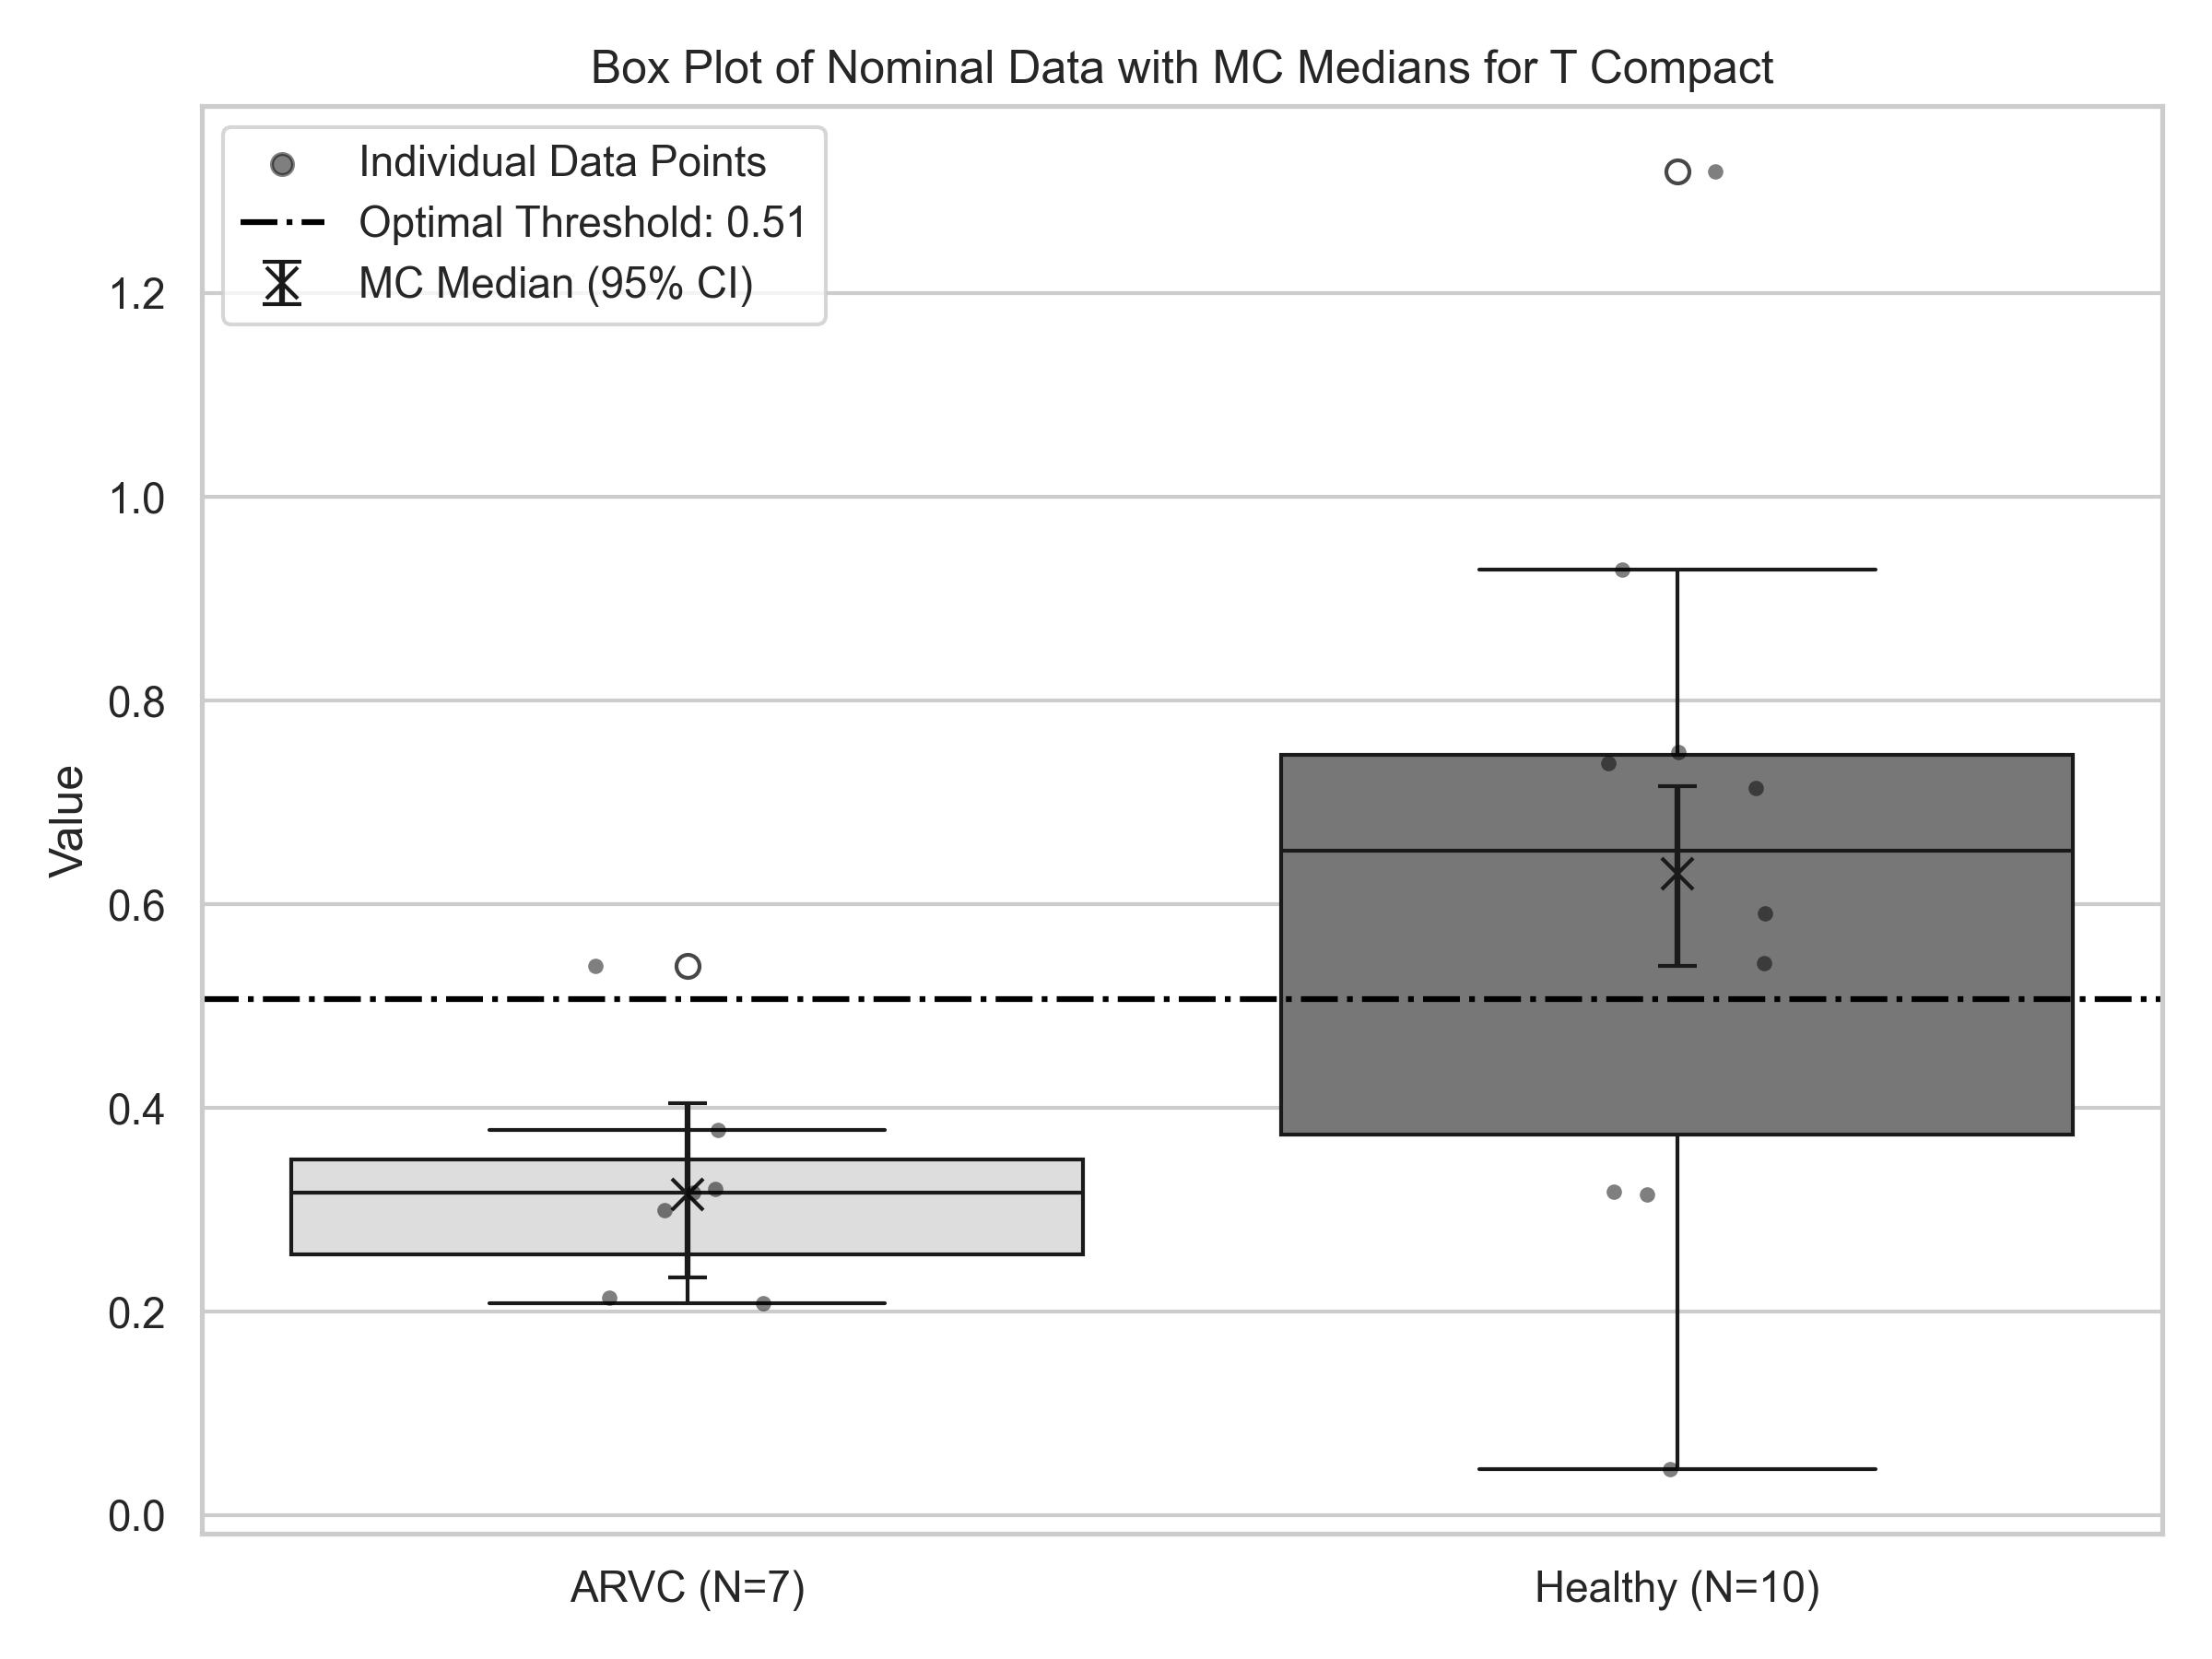 Box Plot of Nominal Data with MC Medians for T Compact
Individual Data Points
Optimal Threshold: 0.51
MC Median (95% CI)
1.2
1.0
0.8
0.6
0.4
0.2
0.0
Value
ARVC (N=7)
Healthy (N=10)